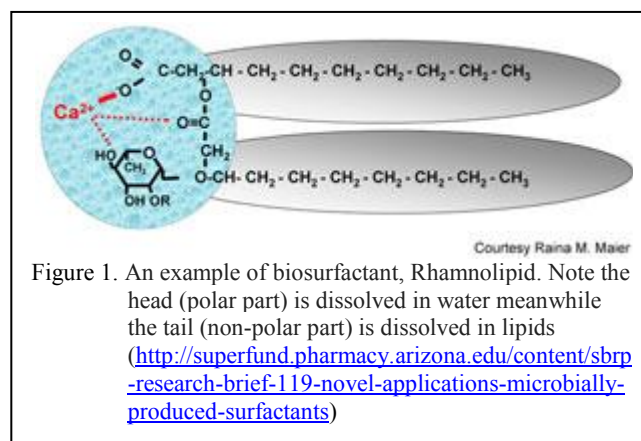 O
C-CH2-CH - CH2 - CH2 - CH2 - CH2 - CH2 - CH2 - CH3
O
Ca2+
O
O=C
CH2
HO
CH3
O
O-CH-CH2 - CH2 - CH2 - CH2 - CH2 - CH2 - CH3
OH OR
Courtesy Raina M. Maier
Figure 1. An example of biosurfactant, Rhamnolipid. Note the
head (polar part) is dissolved in water meanwhile
the tail (non-polar part) is dissolved in lipids
(http://superfund.pharmacy.arizona.edu/content/sbrp
-research-brief-119-novel-applications-microbially-
produced-surfactants)